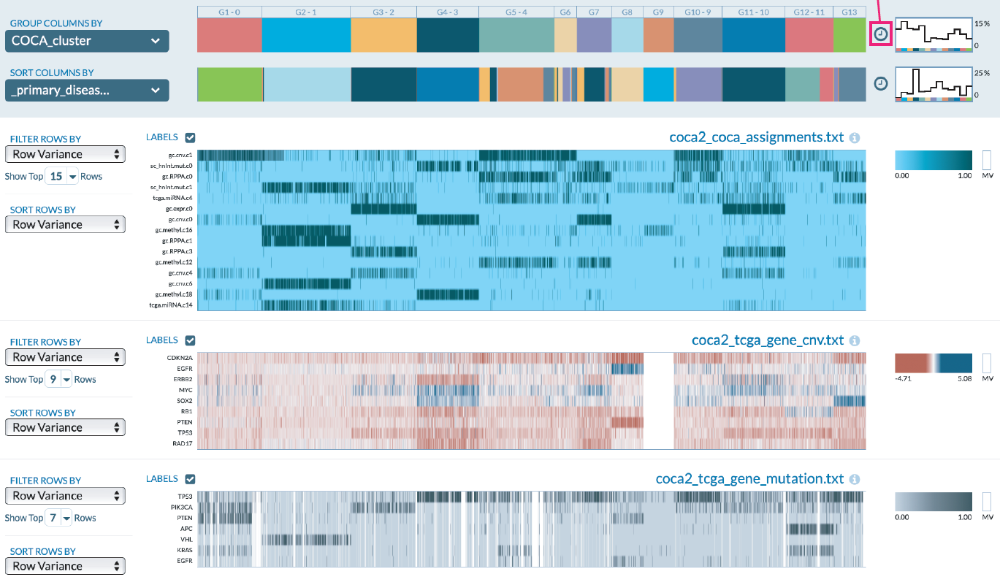 GROUP COLUMNS BY
COCA_cluster
G1 - 0 G2 - 1 G3 - 2 G4 - 3 G5 - 4 G6 G7 G8 G9 G10 - 9 G11 - 10 G12 - 11 G13
15 %
0
SORT COLUMNS BY
_primary_diseas...
25 %
0
FILTER ROWS BY
Row Variance
Show Top 15 Rows
SORT ROWS BY
Row Variance
LABELS
coca2_coca_assignments.txt
gc.cnv.c1
sc_hnInt.mut.c0
gc.RPPA.c0
sc_hnInt.mut.c1
tcga.miRNA.c4
gc.expr.c0
gc.cnv.c0
gc.methyl.c16
gc.RPPA.c1
gc.RPPA.c3
gc.methyl.c12
gc.cnv.c4
gc.cnv.c6
gc.methyl.c18
tcga.miRNA.c14
0.00 1.00 MV
FILTER ROWS BY
Row Variance
Show Top 9 Rows
SORT ROWS BY
Row Variance
LABELS
coca2_tcga_gene_cnv.txt
CDKN2A
EGFR
ERBB2
MYC
SOX2
RB1
PTEN
TP53
RAD17
-4.71 5.08 MV
FILTER ROWS BY
Row Variance
Show Top 7 Rows
SORT ROWS BY
Row Variance
LABELS
coca2_tcga_gene_mutation.txt
TP53
PIK3CA
PTEN
APC
VHL
KRAS
EGFR
0.00 1.00 MV